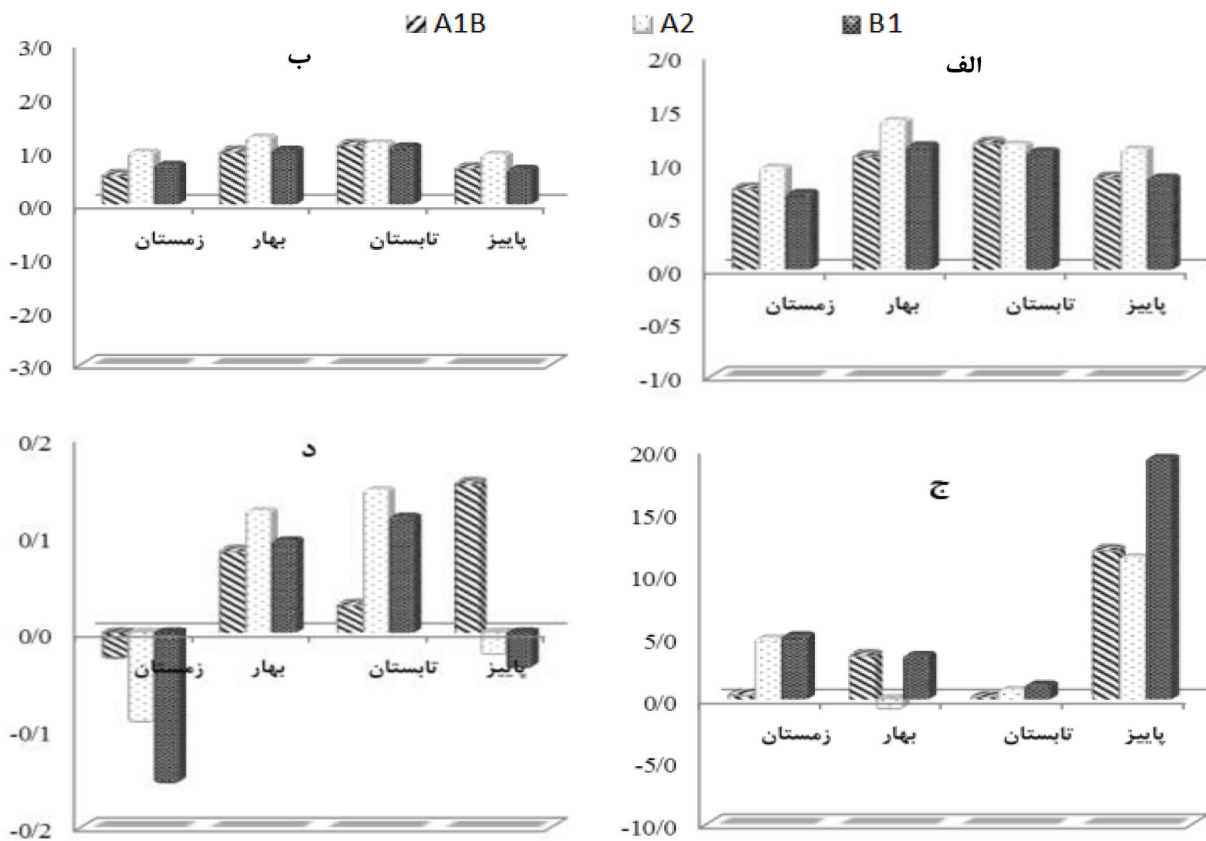 A1B A2 B1
الف
2/0
1/5
1/0
0/5
0/0
-0/5
-1/0
زمستان بهار تابستان پاییز
ب
3/0
2/0
1/0
0/0
-1/0
-2/0
-3/0
زمستان بهار تابستان پاییز
ج
20/0
15/0
10/0
5/0
0/0
-5/0
-10/0
زمستان بهار تابستان پاییز
د
0/2
0/1
0/0
-0/1
-0/2
زمستان بهار تابستان پاییز